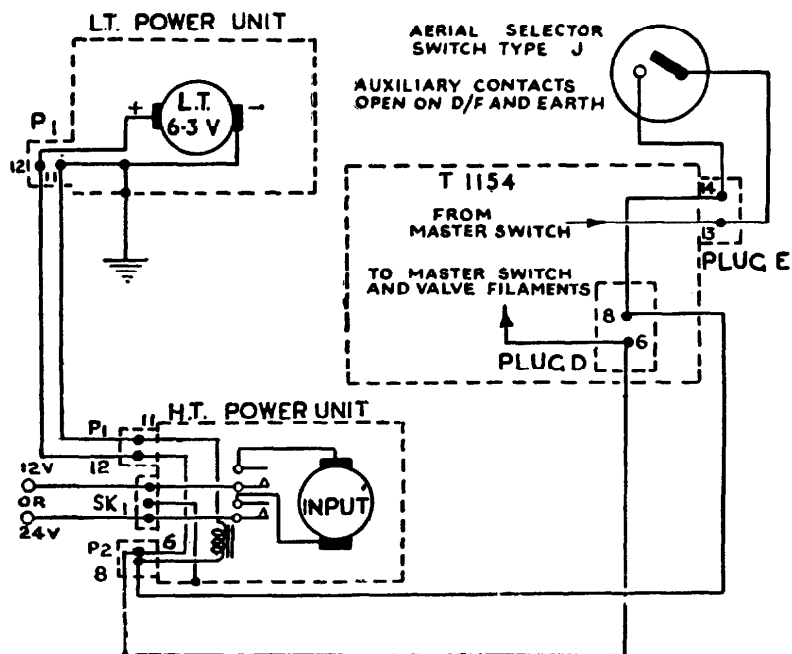 L.T. POWER UNIT
AERIAL SELECTOR
SWITCH TYPE J
AUXILIARY CONTACTS
OPEN ON D/F AND EARTH
+
L.T.
6-3 V
-
P1
12
11
T 1154
14
FROM
MASTER SWITCH
13
PLUG E
TO MASTER SWITCH
AND VALVE FILAMENTS
8
6
PLUG D
H.T. POWER UNIT
11
P1
12
12V
OR
24V
SK1
INPUT
P2
6
8